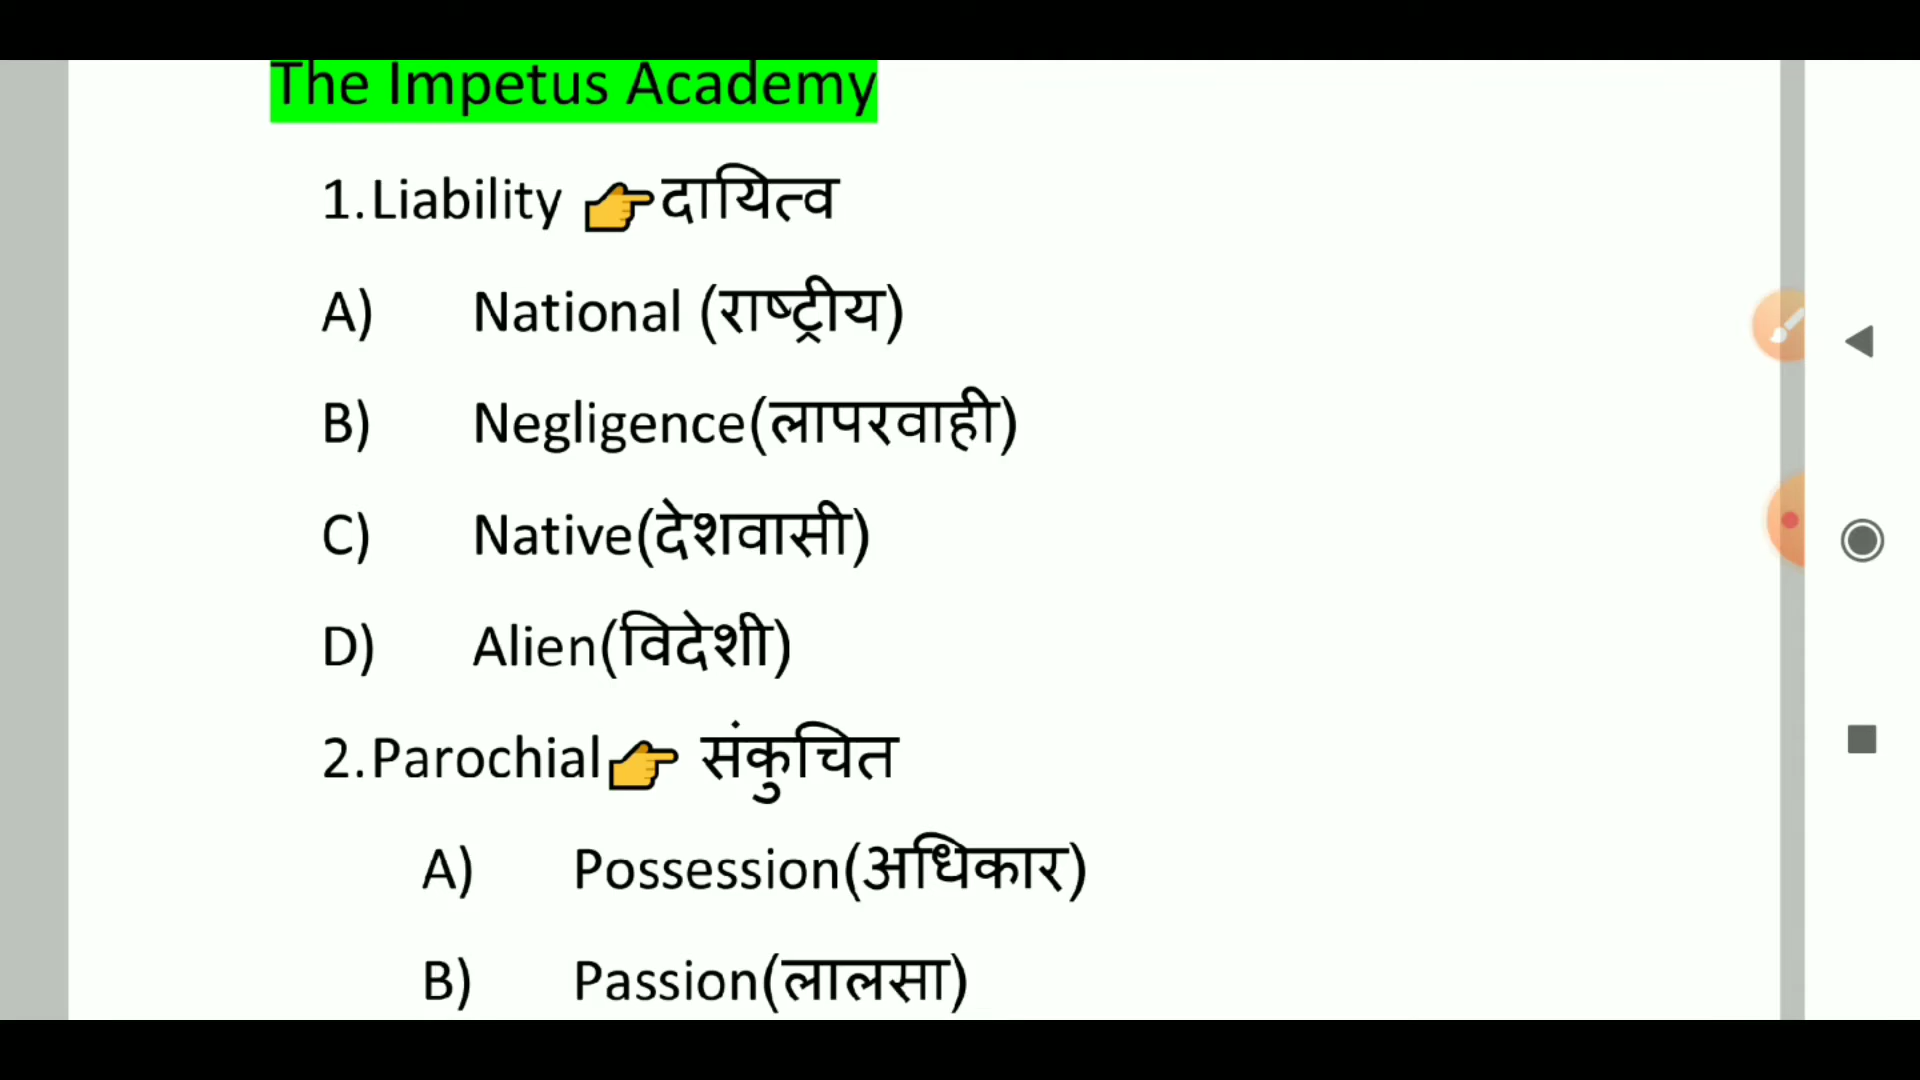 The Impetus Academy
1. Liability 👉दायित्व
A) National (राष्ट्रीय)
B) Negligence(लापरवाही)
C) Native(देशवासी)
D) Alien(विदेशी)
2. Parochial👉 संकुचित
A) Possession(अधिकार)
B) Passion(लालसा)